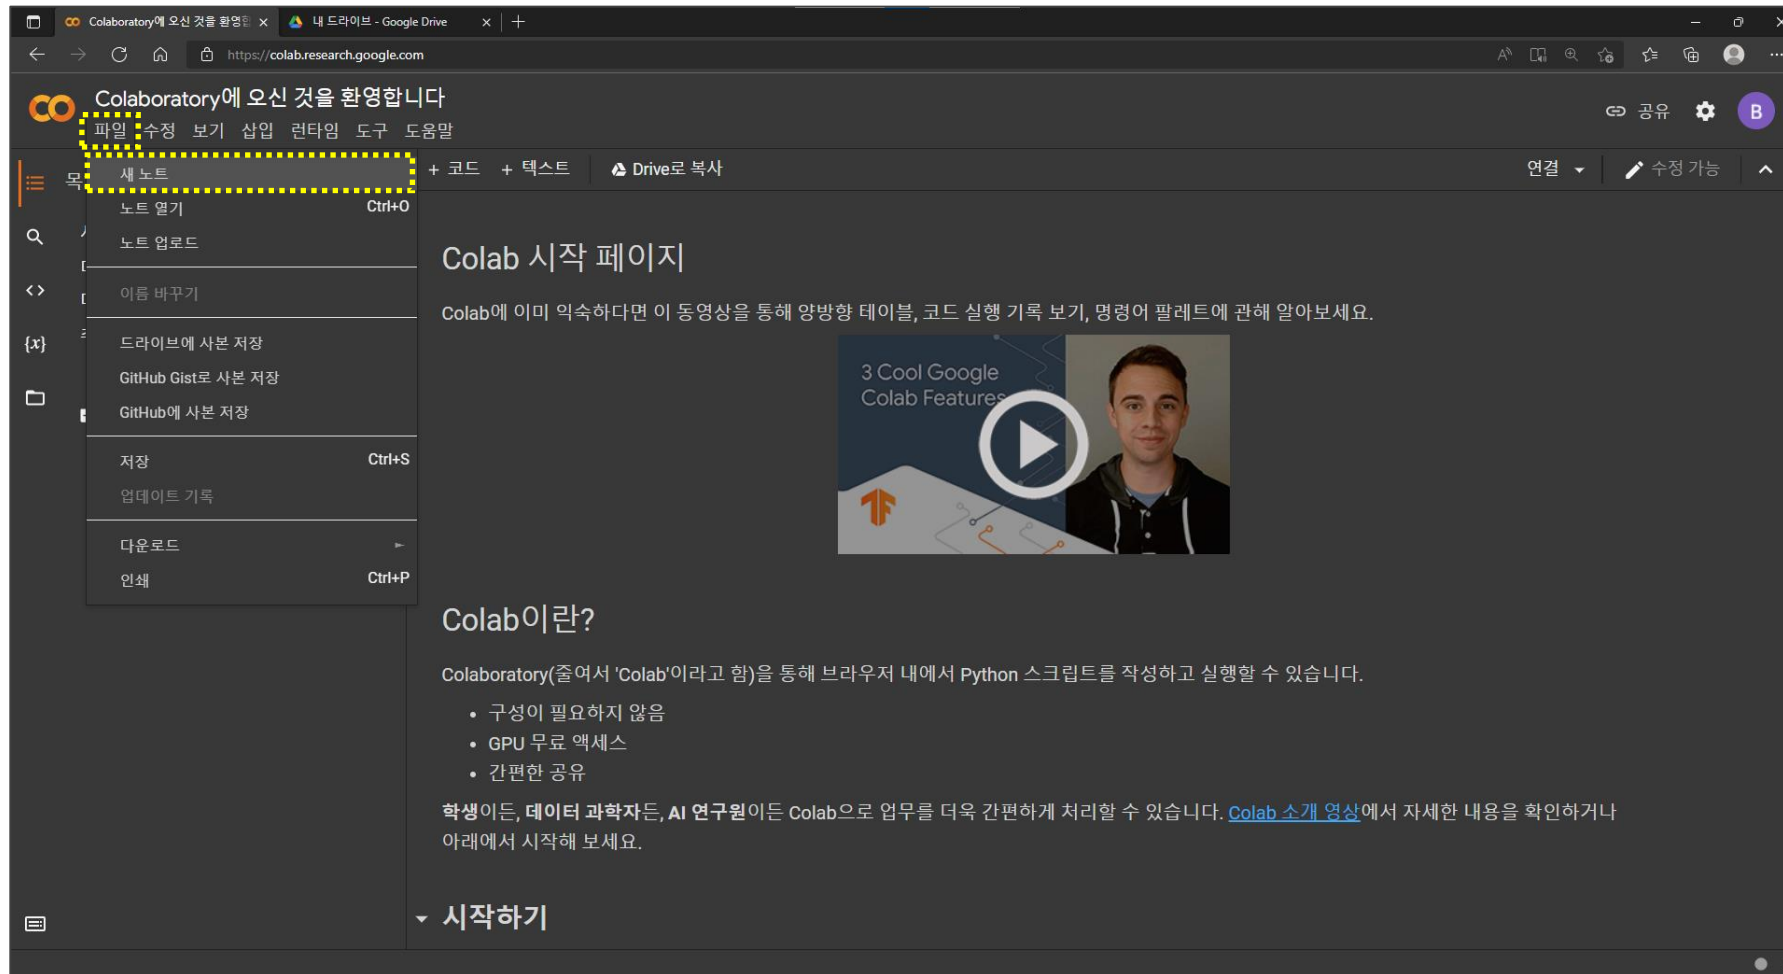 Colaboratory에 오신 것을 환영합
내 드라이브 - Google Drive
https://colab.research.google.com
Colaboratory에 오신 것을 환영합니다
파일 수정 보기 삽입 런타임 도구 도움말
공유
B
목
새 노트
노트 열기 Ctrl+O
노트 업로드
이름 바꾸기
드라이브에 사본 저장
GitHub Gist로 사본 저장
GitHub에 사본 저장
저장 Ctrl+S
업데이트 기록
다운로드
인쇄 Ctrl+P
+ 코드 + 텍스트 Drive로 복사
연결 수정 가능
{x}
Colab 시작 페이지
Colab에 이미 익숙하다면 이 동영상을 통해 양방향 테이블, 코드 실행 기록 보기, 명령어 팔레트에 관해 알아보세요.
3 Cool Google
Colab Features
Colab이란?
Colaboratory(줄여서 'Colab'이라고 함)을 통해 브라우저 내에서 Python 스크립트를 작성하고 실행할 수 있습니다.
• 구성이 필요하지 않음
• GPU 무료 액세스
• 간편한 공유
학생이든, 데이터 과학자든, AI 연구원이든 Colab으로 업무를 더욱 간편하게 처리할 수 있습니다. Colab 소개 영상에서 자세한 내용을 확인하거나
아래에서 시작해 보세요.
시작하기